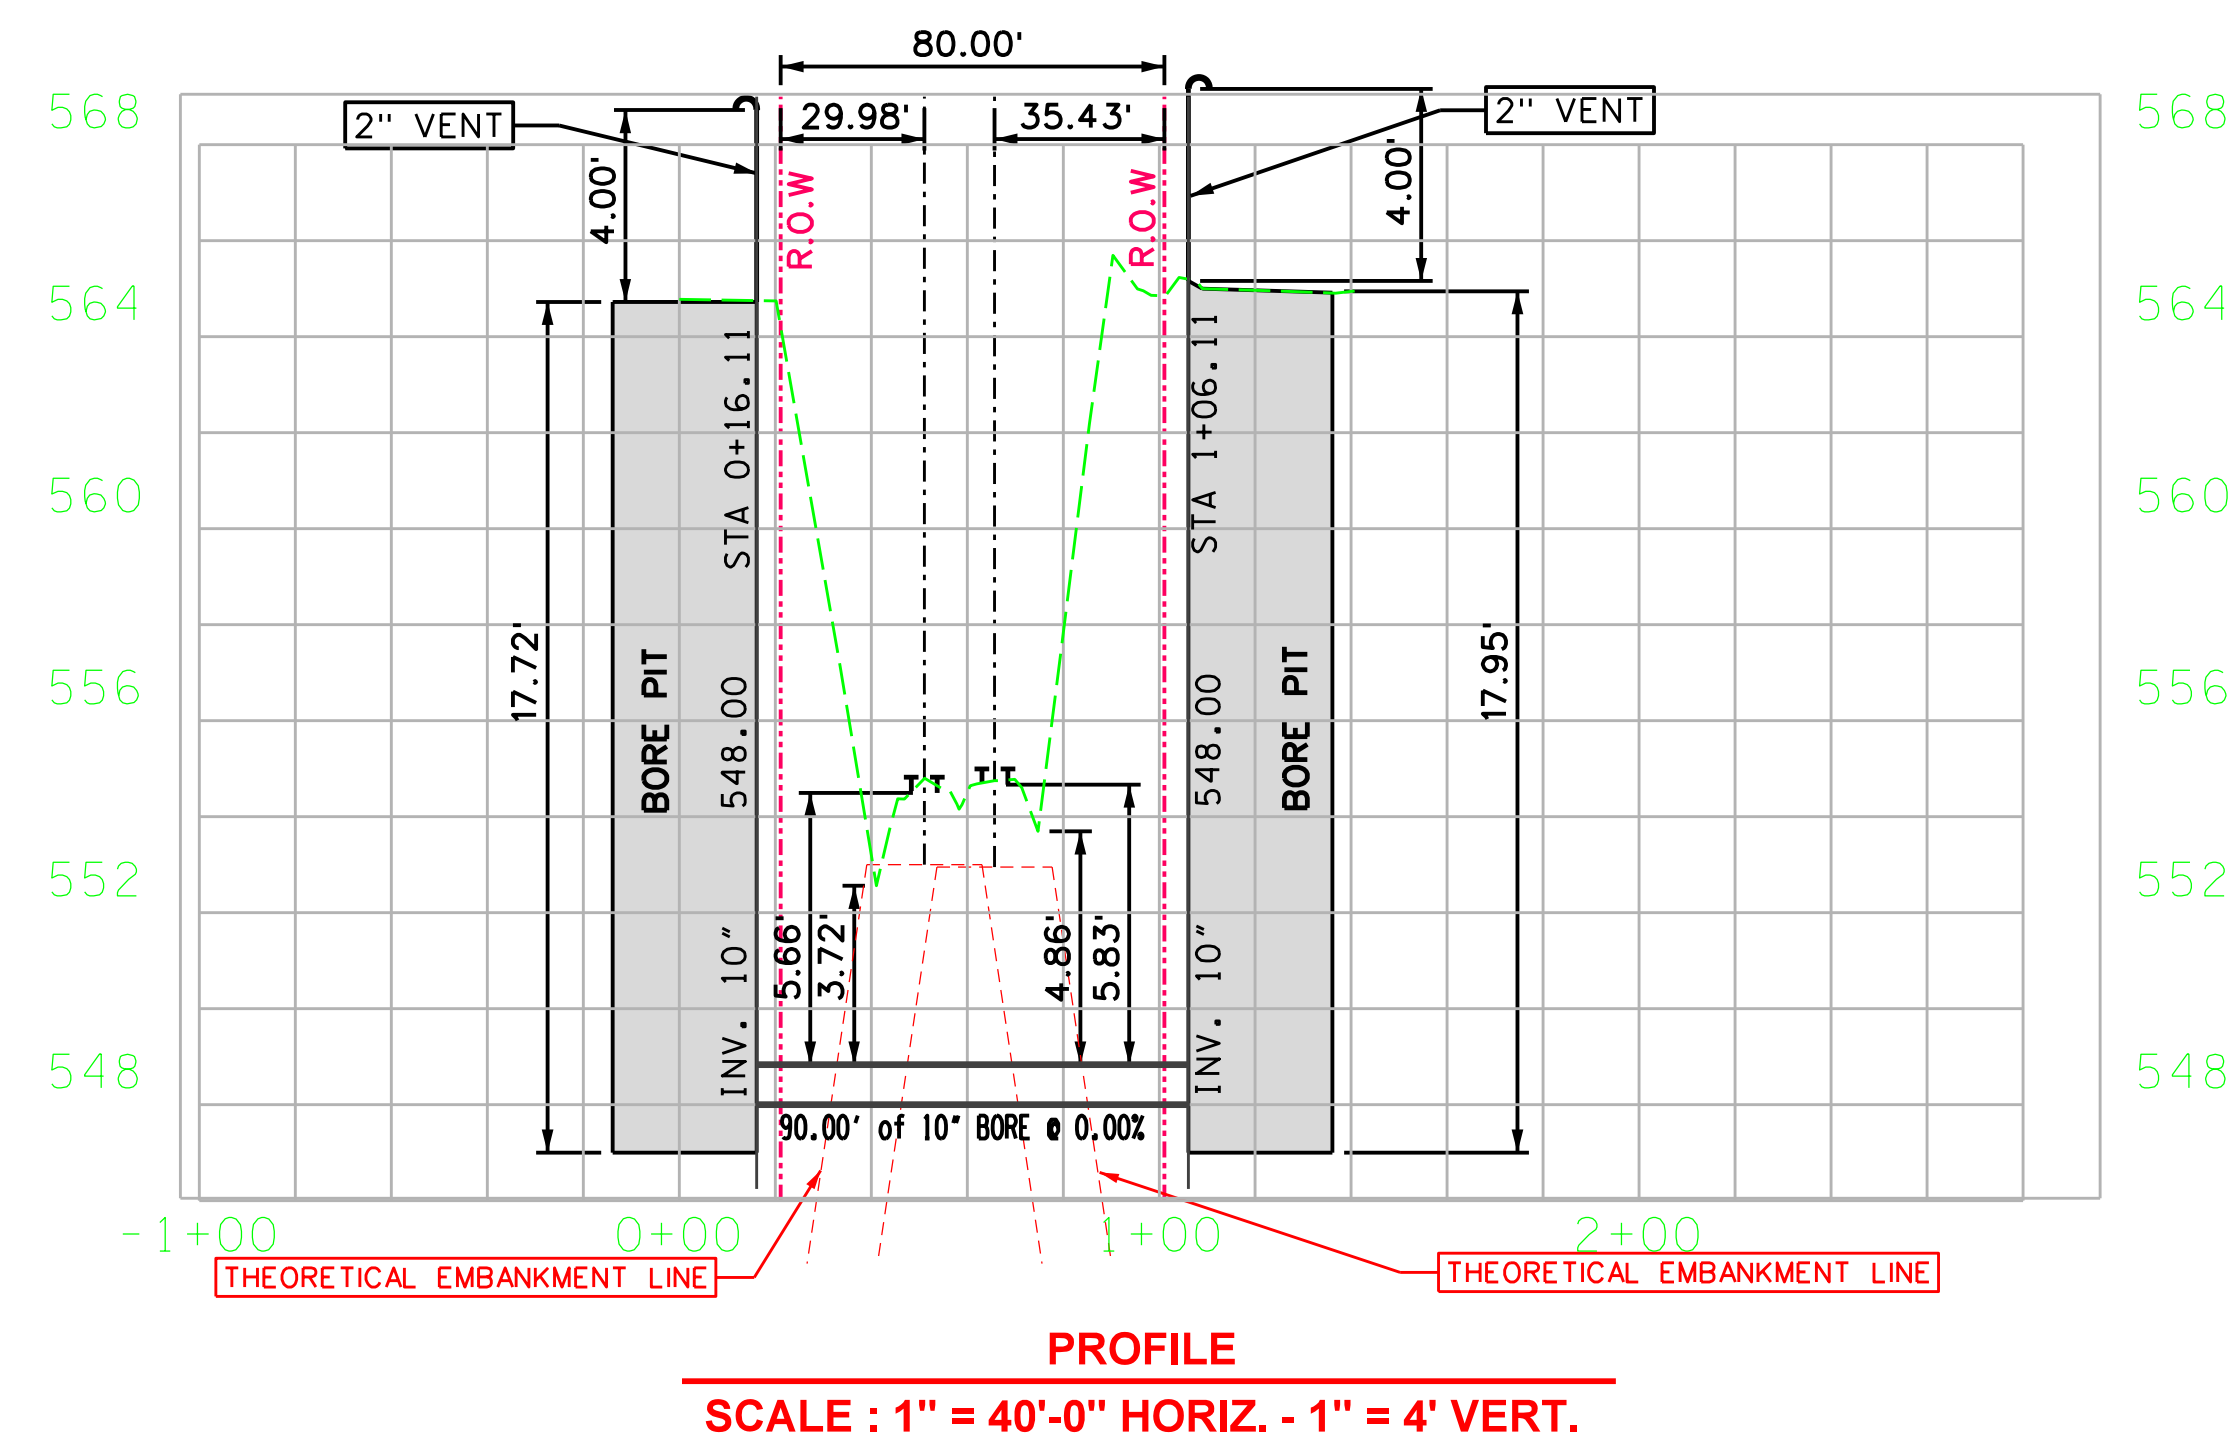 80.00'
568
2" VENT
29.98'
35.43'
2" VENT
568
4.00'
R.O.W
R.O.W
4.00'
564
564
STA 0+16.11
STA 1+06.11
560
560
17.72'
BORE PIT
548.00
548.00
BORE PIT
17.95'
556
556
552
552
INV. 10"
5.66'
3.72'
4.86'
5.83'
INV. 10"
548
548
90.00' of 10" BORE @ 0.00%
-1+00
0+00
1+00
2+00
THEORETICAL EMBANKMENT LINE
THEORETICAL EMBANKMENT LINE
PROFILE
SCALE : 1" = 40'-0" HORIZ. - 1" = 4' VERT.